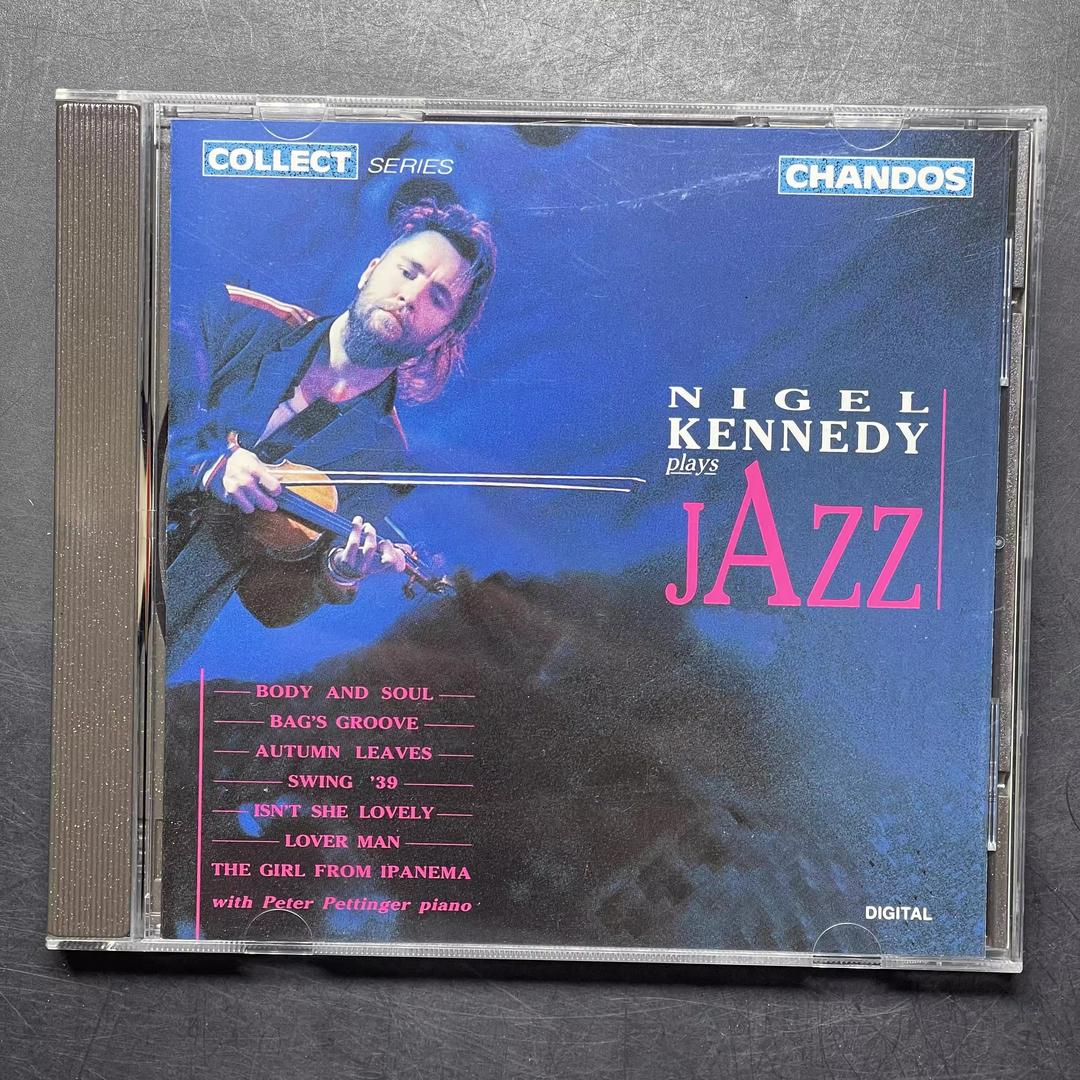 COLLECT SERIES
CHANDOS
NIGEL
KENNEDY
plays
JAZZ
BODY AND SOUL
BAG'S GROOVE
AUTUMN LEAVES
SWING '39
ISN'T SHE LOVELY
LOVER MAN
THE GIRL FROM IPANEMA
with Peter Pettinger piano
DIGITAL